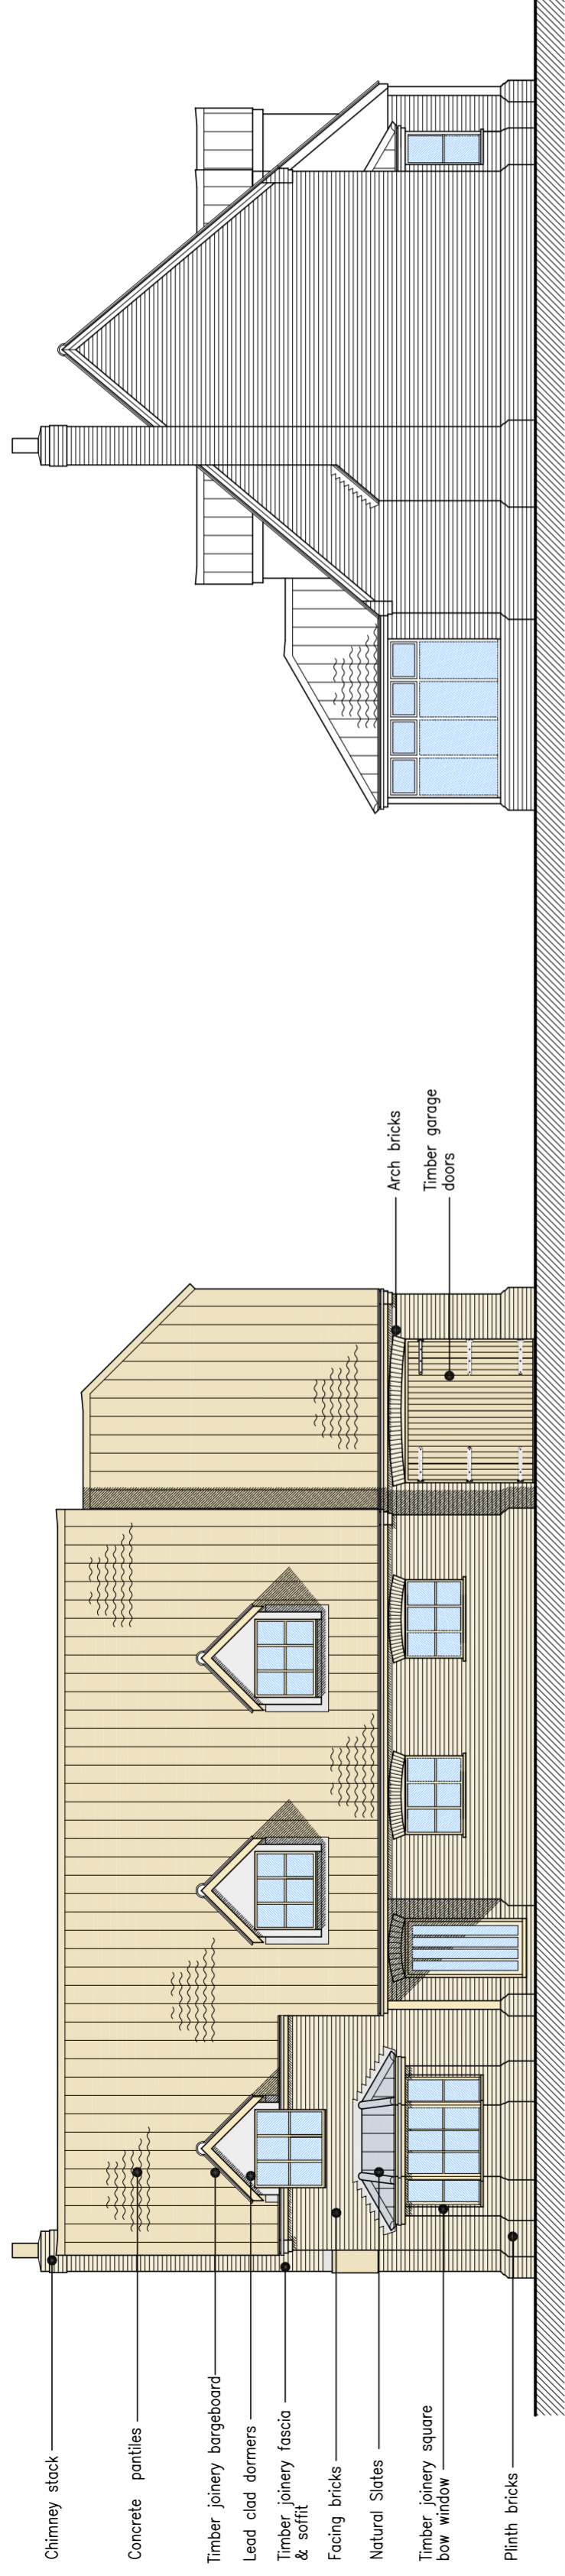 Chimney stack
Concrete pantiles
Timber joinery bargeboard
Lead clad dormers
Timber joinery fascia
& soffit
Facing bricks
Natural Slates
Timber joinery square
bow window
Plinth bricks
Arch bricks
Timber garage
doors